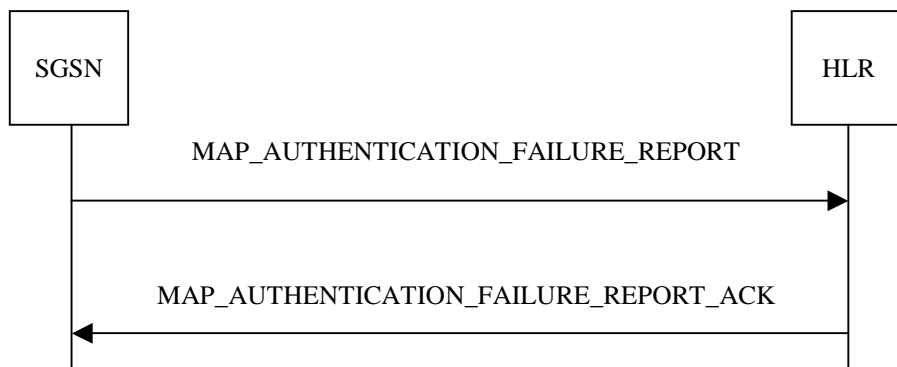 SGSN
HLR
MAP_AUTHENTICATION_FAILURE_REPORT
MAP_AUTHENTICATION_FAILURE_REPORT_ACK